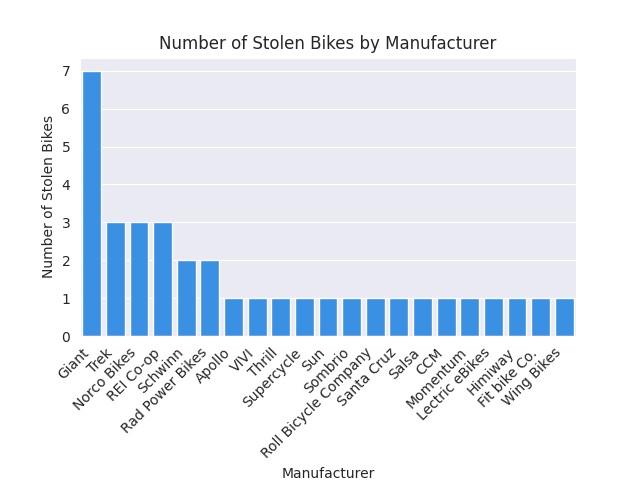 Number of Stolen Bikes by Manufacturer
Number of Stolen Bikes
7
6
5
4
3
2
1
0
Giant
Trek
Norco Bikes
REI Co-op
Schwinn
Rad Power Bikes
Apollo
VIVI
Thrill
Supercycle
Sun
Sombrio
Roll Bicycle Company
Santa Cruz
Salsa
CCM
Momentum
Lectric eBikes
Himiway
Fit bike Co.
Wing Bikes
Manufacturer